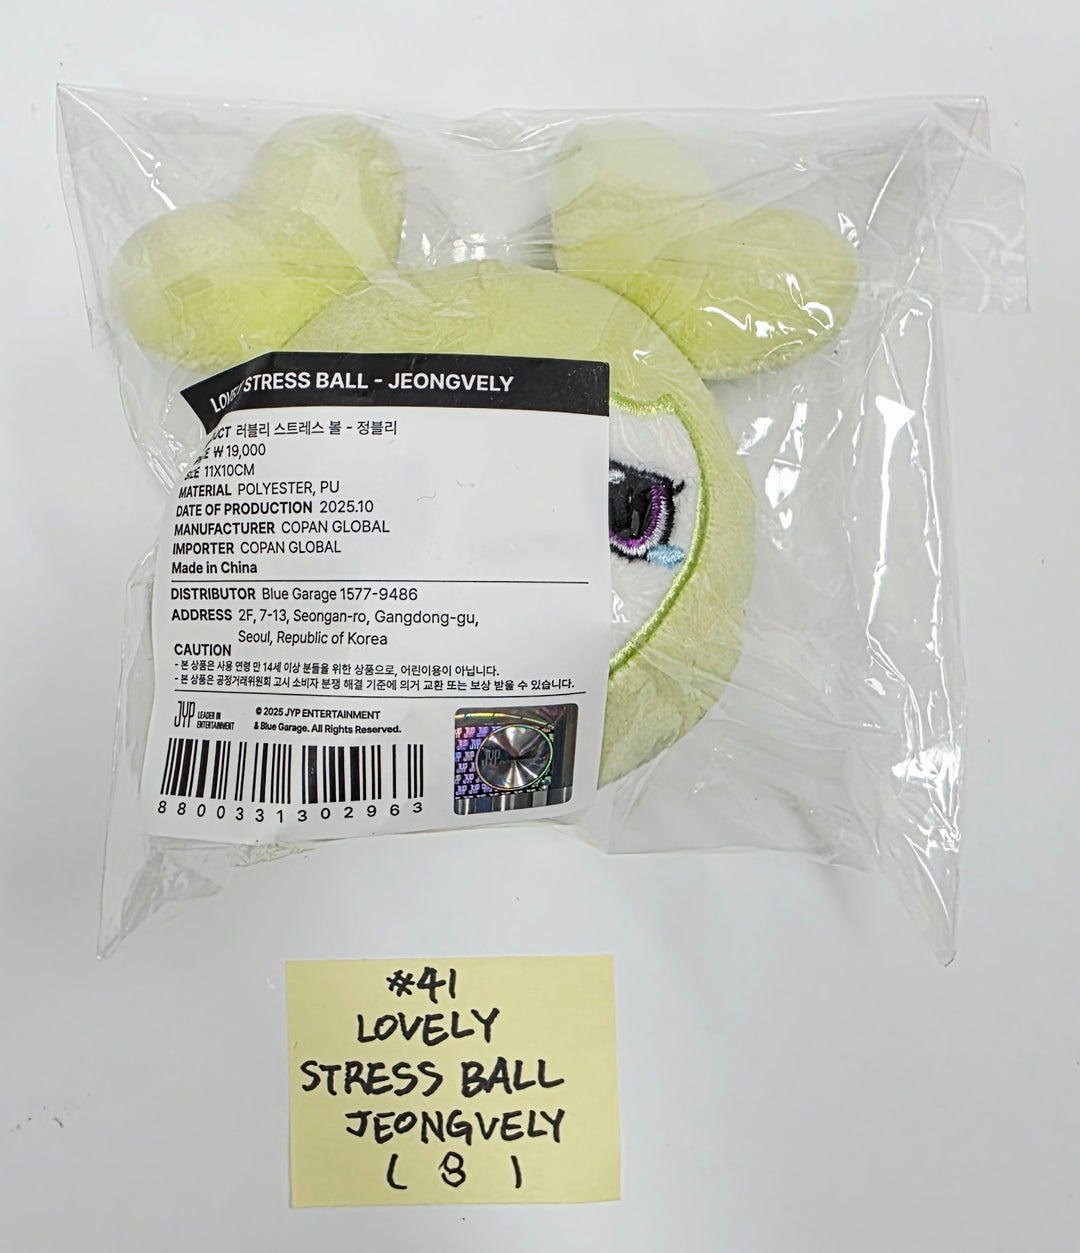 LOVELY STRESS BALL - JEONGVELY
UCT 러블리 스트레스 볼 - 정블리
₩ 19,000
11X10CM
MATERIAL POLYESTER, PU
DATE OF PRODUCTION 2025.10
MANUFACTURER COPAN GLOBAL
IMPORTER COPAN GLOBAL
Made in China
DISTRIBUTOR Blue Garage 1577-9486
ADDRESS 2F, 7-13, Seongan-ro, Gangdong-gu,
Seoul, Republic of Korea
CAUTION
- 본 상품은 사용 연령 만 14세 이상 분들을 위한 상품으로, 어린이용이 아닙니다.
- 본 상품은 공정거래위원회 고시 소비자 분쟁 해결 기준에 의거 교환 또는 보상 받을 수 있습니다.
JYP LEADER IN
ENTERTAINMENT
© 2025 JYP ENTERTAINMENT
& Blue Garage. All Rights Reserved.
8800331302963
JYP
#41
LOVELY
STRESS BALL
JEONGVELY
( 8 )